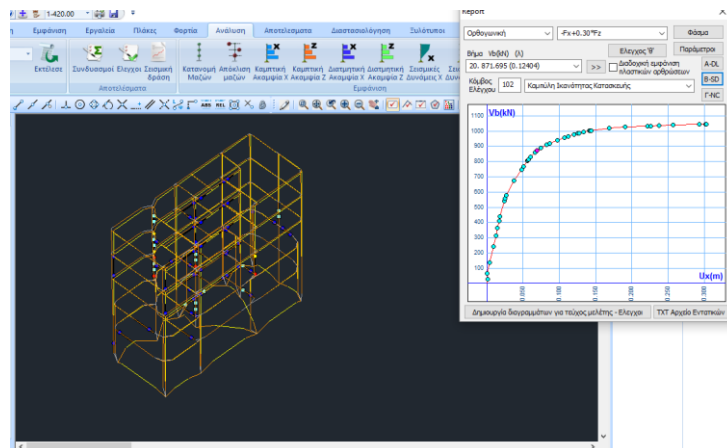 1-420.00
Εμφάνιση Εργαλεία Πλάκες Φορτία Ανάλυση Αποτελεσματα Διαστασιολόγηση Ξυλότυποι
Εκτέλεσε
Συνδυασμοί Ελεγχοι Σεισμική δράση
Αποτελέσματα
Κατανομή Μαζών Απόκλιση μαζών Καμπτική Ακαμψία X Καμπτική Ακαμψία Z Διατμητική Ακαμψία X Διατμητική Ακαμψία Z Σεισμικές Δυνάμεις X
Εμφάνιση
ABB REL
Report
Ορθογωνική -Fx+0.30*Fz Φάσμα
Βήμα Vb(kN) (λ) Ελεγχος 'θ' Παράμετροι
20. 871.695 (0.12404) >> Διαδοχική εμφάνιση πλαστικών αρθρώσεων A-DL
B-SD
Κόμβος Ελέγχου 102 Καμπύλη Ικανότητας Κατασκευής Γ-NC
Vb(kN)
1100
1000
900
800
700
600
500
400
300
200
100
Ux(m)
0.050 0.100 0.150 0.200 0.250 0.300
Δημιουργία διαγραμμάτων για τεύχος μελέτης - Ελεγχοι TXT Αρχείο Εντατικών